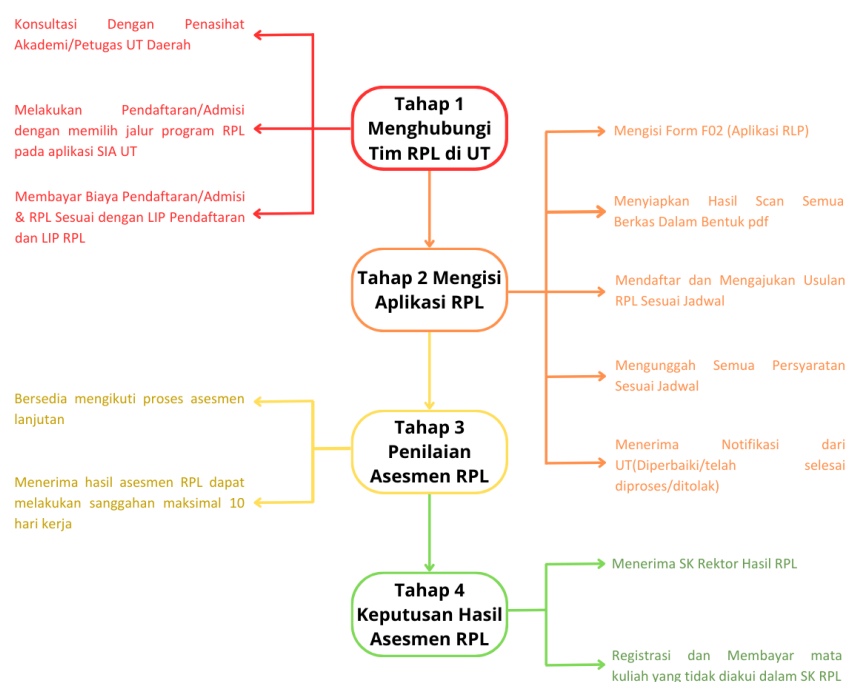 Konsultasi Dengan Penasihat
Akademi/Petugas UT Daerah
Melakukan Pendaftaran/Admisi
dengan memilih jalur program RPL
pada aplikasi SIA UT
Membayar Biaya Pendaftaran/Admisi
& RPL Sesuai dengan LIP Pendaftaran
dan LIP RPL
Tahap 1
Menghubungi
Tim RPL di UT
Mengisi Form F02 (Aplikasi RLP)
Menyiapkan Hasil Scan Semua
Berkas Dalam Bentuk pdf
Mendaftar dan Mengajukan Usulan
RPL Sesuai Jadwal
Mengunggah Semua Persyaratan
Sesuai Jadwal
Menerima Notifikasi dari
UT(Diperbaiki/telah selesai
diproses/ditolak)
Tahap 2 Mengisi
Aplikasi RPL
Bersedia mengikuti proses asesmen
lanjutan
Menerima hasil asesmen RPL dapat
melakukan sanggahan maksimal 10
hari kerja
Tahap 3
Penilaian
Asesmen RPL
Tahap 4
Keputusan Hasil
Asesmen RPL
Menerima SK Rektor Hasil RPL
Registrasi dan Membayar mata
kuliah yang tidak diakui dalam SK RPL